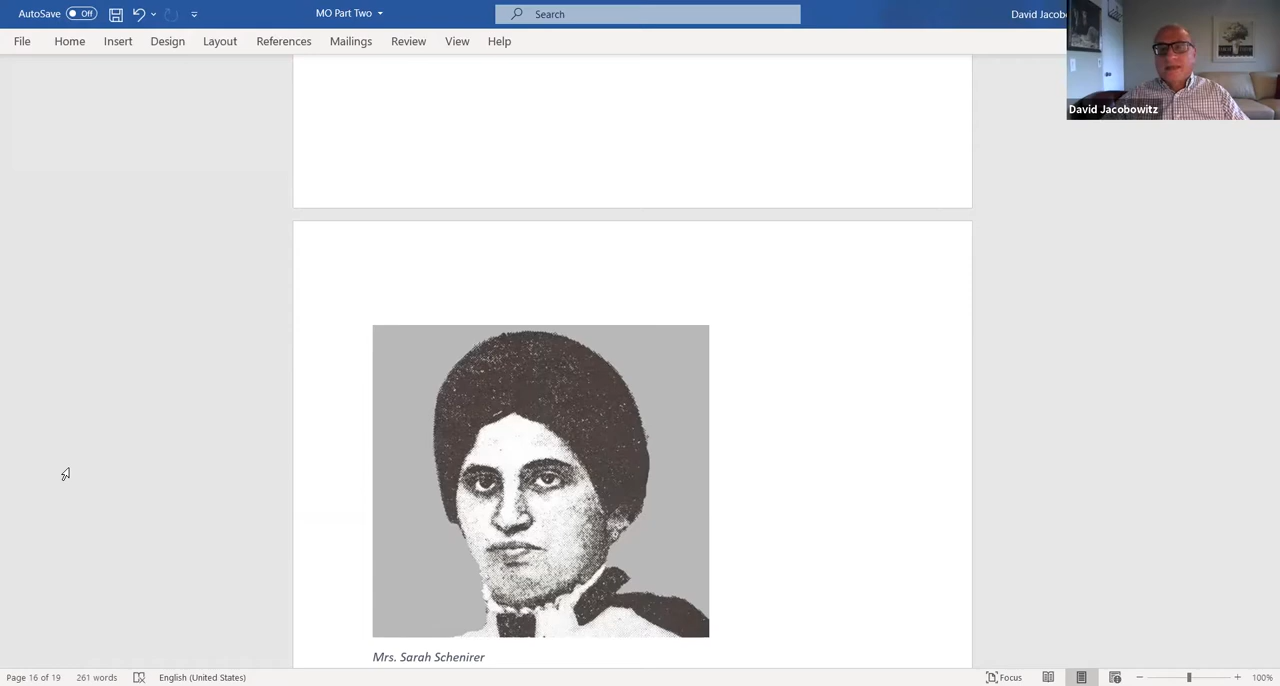 AutoSave Off MO Part Two Search David Jacob
File Home Insert Design Layout References Mailings Review View Help
David Jacobowitz
Mrs. Sarah Schenirer
Page 16 of 19 261 words English (United States) Focus 100%